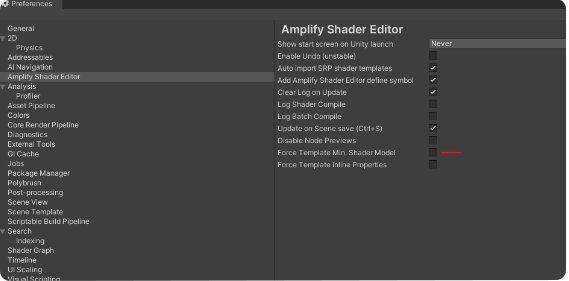 Preferences
General
2D
Physics
Addressables
AI Navigation
Amplify Shader Editor
Analysis
Profiler
Asset Pipeline
Colors
Core Render Pipeline
Diagnostics
External Tools
GI Cache
Jobs
Package Manager
Polybrush
Post-processing
Scene View
Scene Template
Scriptable Build Pipeline
Search
Indexing
Shader Graph
Timeline
UI Scaling
Visual Scripting
Amplify Shader Editor
Show start screen on Unity launch Never
Enable Undo (unstable)
Auto import SRP shader templates
Add Amplify Shader Editor define symbol
Clear Log on Update
Log Shader Compile
Log Batch Compile
Update on Scene save (Ctrl+S)
Disable Node Previews
Force Template Min. Shader Model
Force Template Inline Properties